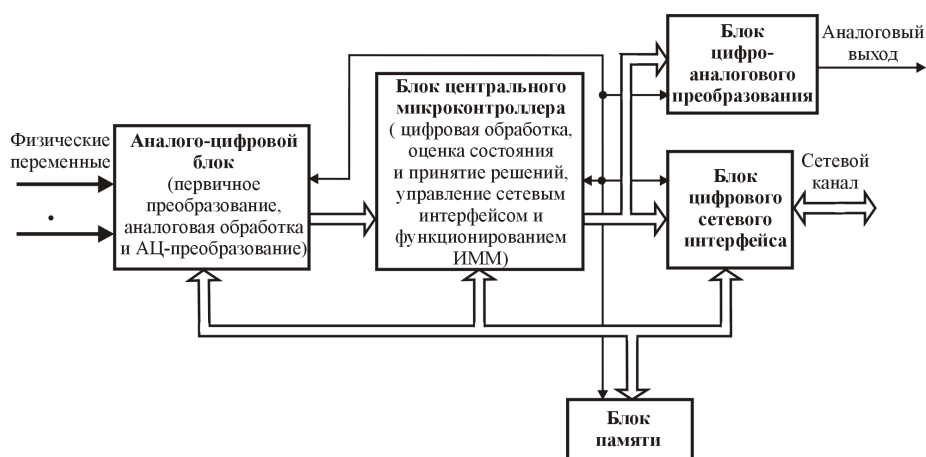 Физические
переменные
Аналого-цифровой
блок
(первичное
преобразование,
аналоговая обработка
и АЦ-преобразование)
Блок центрального
микроконтроллера
( цифровая обработка,
оценка состояния
и принятие решений,
управление сетевым
интерфейсом и
функционированием
ИММ)
Блок
цифро-
аналогового
преобразования
Аналоговый
выход
Блок
цифрового
сетевого
интерфейса
Сетевой
канал
Блок
памяти